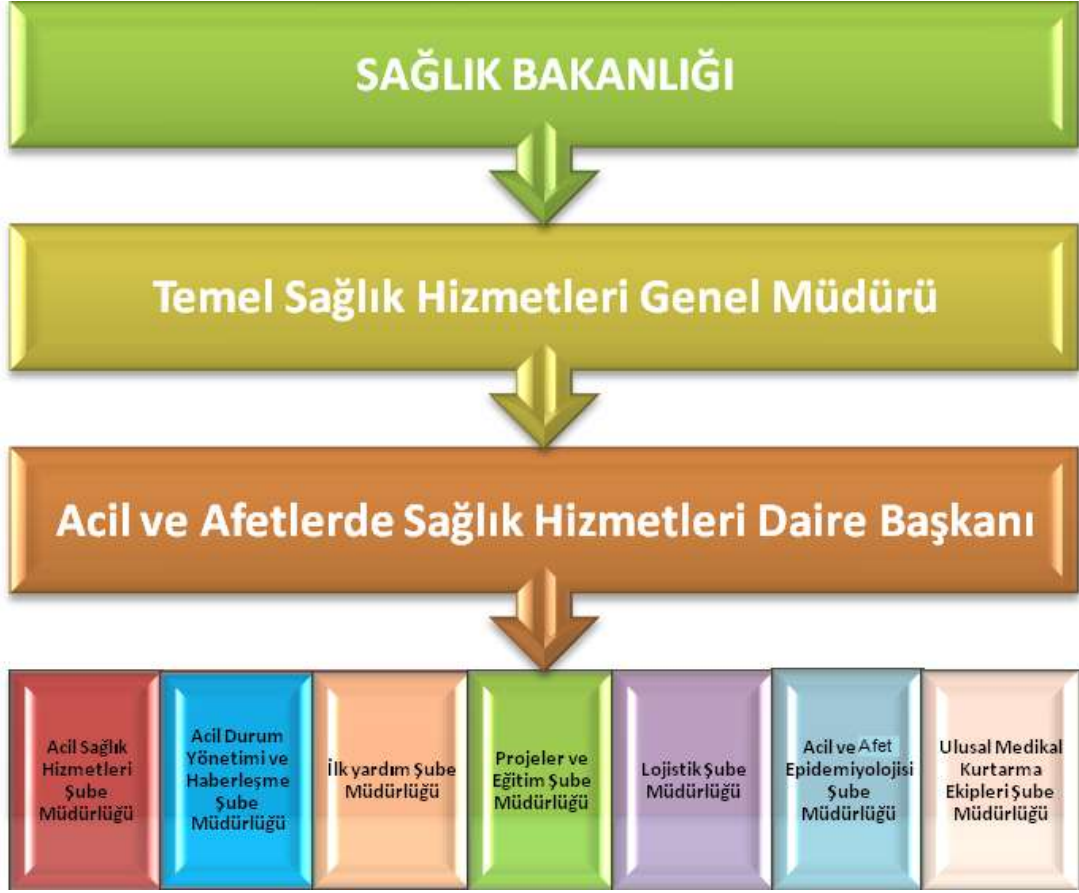 SAĞLIK BAKANLIĞI
Temel Sağlık Hizmetleri Genel Müdürü
Acil ve Afetlerde Sağlık Hizmetleri Daire Başkanı
Acil Sağlık
Hizmetleri
Şube
Müdürlüğü
Acil Durum
Yönetimi ve
Haberleşme
Şube
Müdürlüğü
İlk yardım Şube
Müdürlüğü
Projeler ve
Eğitim Şube
Müdürlüğü
Lojistik Şube
Müdürlüğü
Acil ve Afet
Epidemiyolojisi
Şube
Müdürlüğü
Ulusal Medikal
Kurtarma
Ekipleri Şube
Müdürlüğü